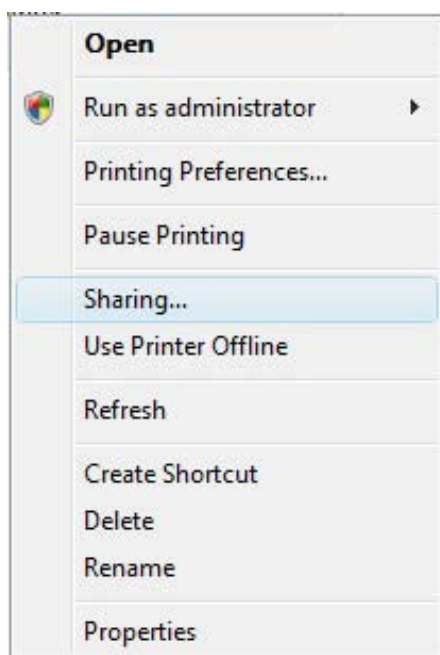 Open
Run as administrator
Printing Preferences...
Pause Printing
Sharing...
Use Printer Offline
Refresh
Create Shortcut
Delete
Rename
Properties